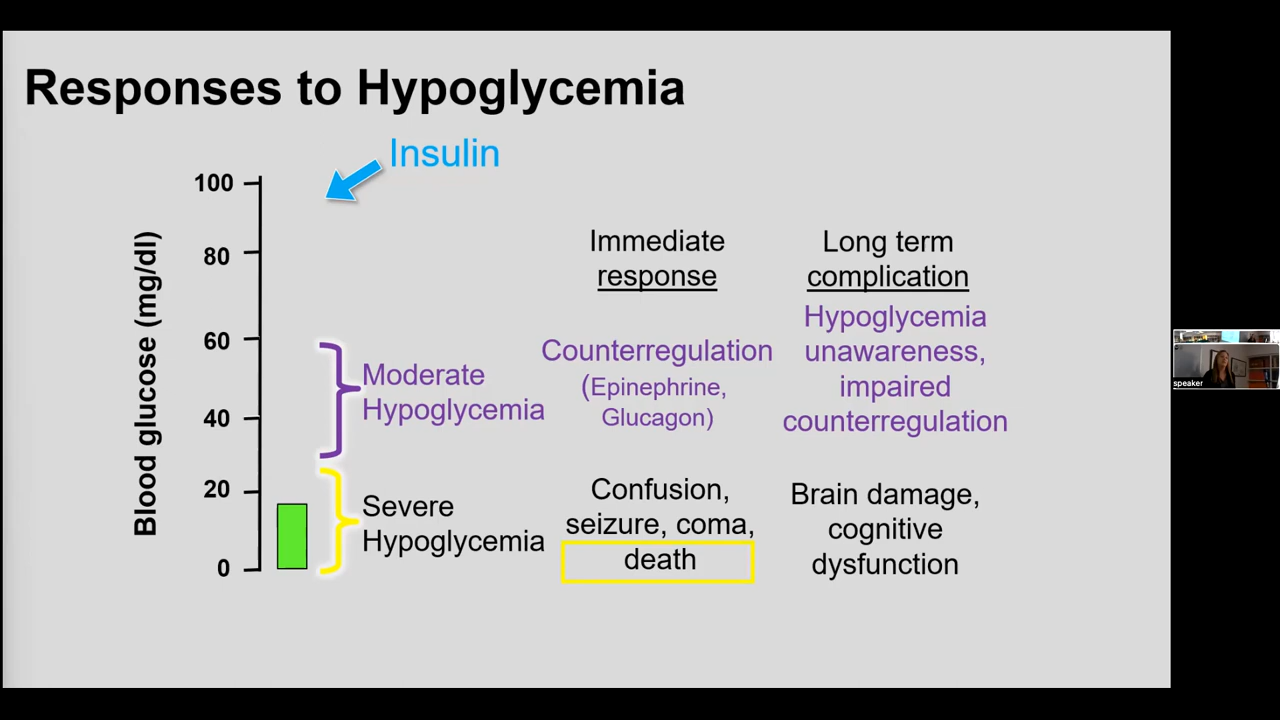 Responses to Hypoglycemia
Insulin
Blood glucose (mg/dl)
100
80
60
40
20
0
Moderate
Hypoglycemia
Severe
Hypoglycemia
Immediate
response
Counterregulation
(Epinephrine,
Glucagon)
Confusion,
seizure, coma,
death
Long term
complication
Hypoglycemia
unawareness,
impaired
counterregulation
Brain damage,
cognitive
dysfunction
speaker